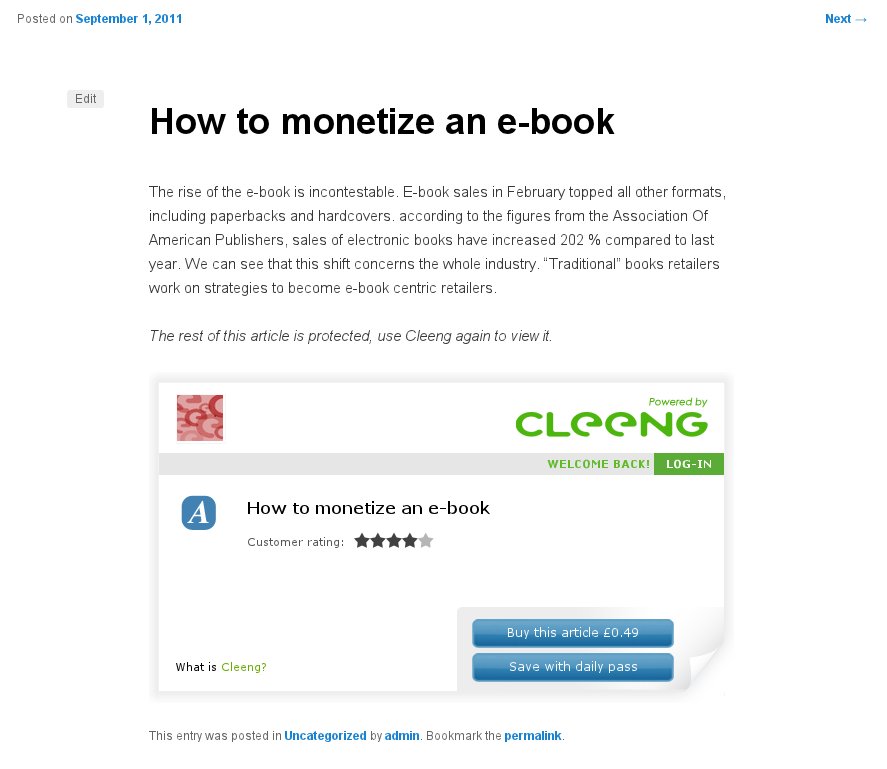 Posted on September 1, 2011
Next →
Edit
How to monetize an e-book
The rise of the e-book is incontestable. E-book sales in February topped all other formats,
including paperbacks and hardcovers. according to the figures from the Association Of
American Publishers, sales of electronic books have increased 202 % compared to last
year. We can see that this shift concerns the whole industry. “Traditional” books retailers
work on strategies to become e-book centric retailers.
The rest of this article is protected, use Cleeng again to view it.
Powered by
CLEENG
WELCOME BACK! LOG-IN
A
How to monetize an e-book
Customer rating:
Buy this article £0.49
Save with daily pass
What is Cleeng?
This entry was posted in Uncategorized by admin. Bookmark the permalink.